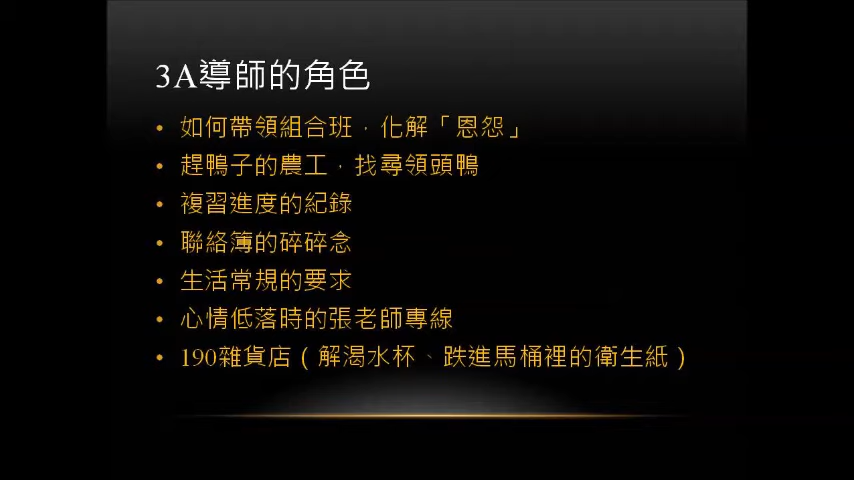 3A導師的角色
• 如何帶領組合班，化解「恩怨」
• 趕鴨子的農工，找尋領頭鴨
• 複習進度的紀錄
• 聯絡簿的碎碎念
• 生活常規的要求
• 心情低落時的張老師專線
• 190雜貨店（解渴水杯、跌進馬桶裡的衛生紙）